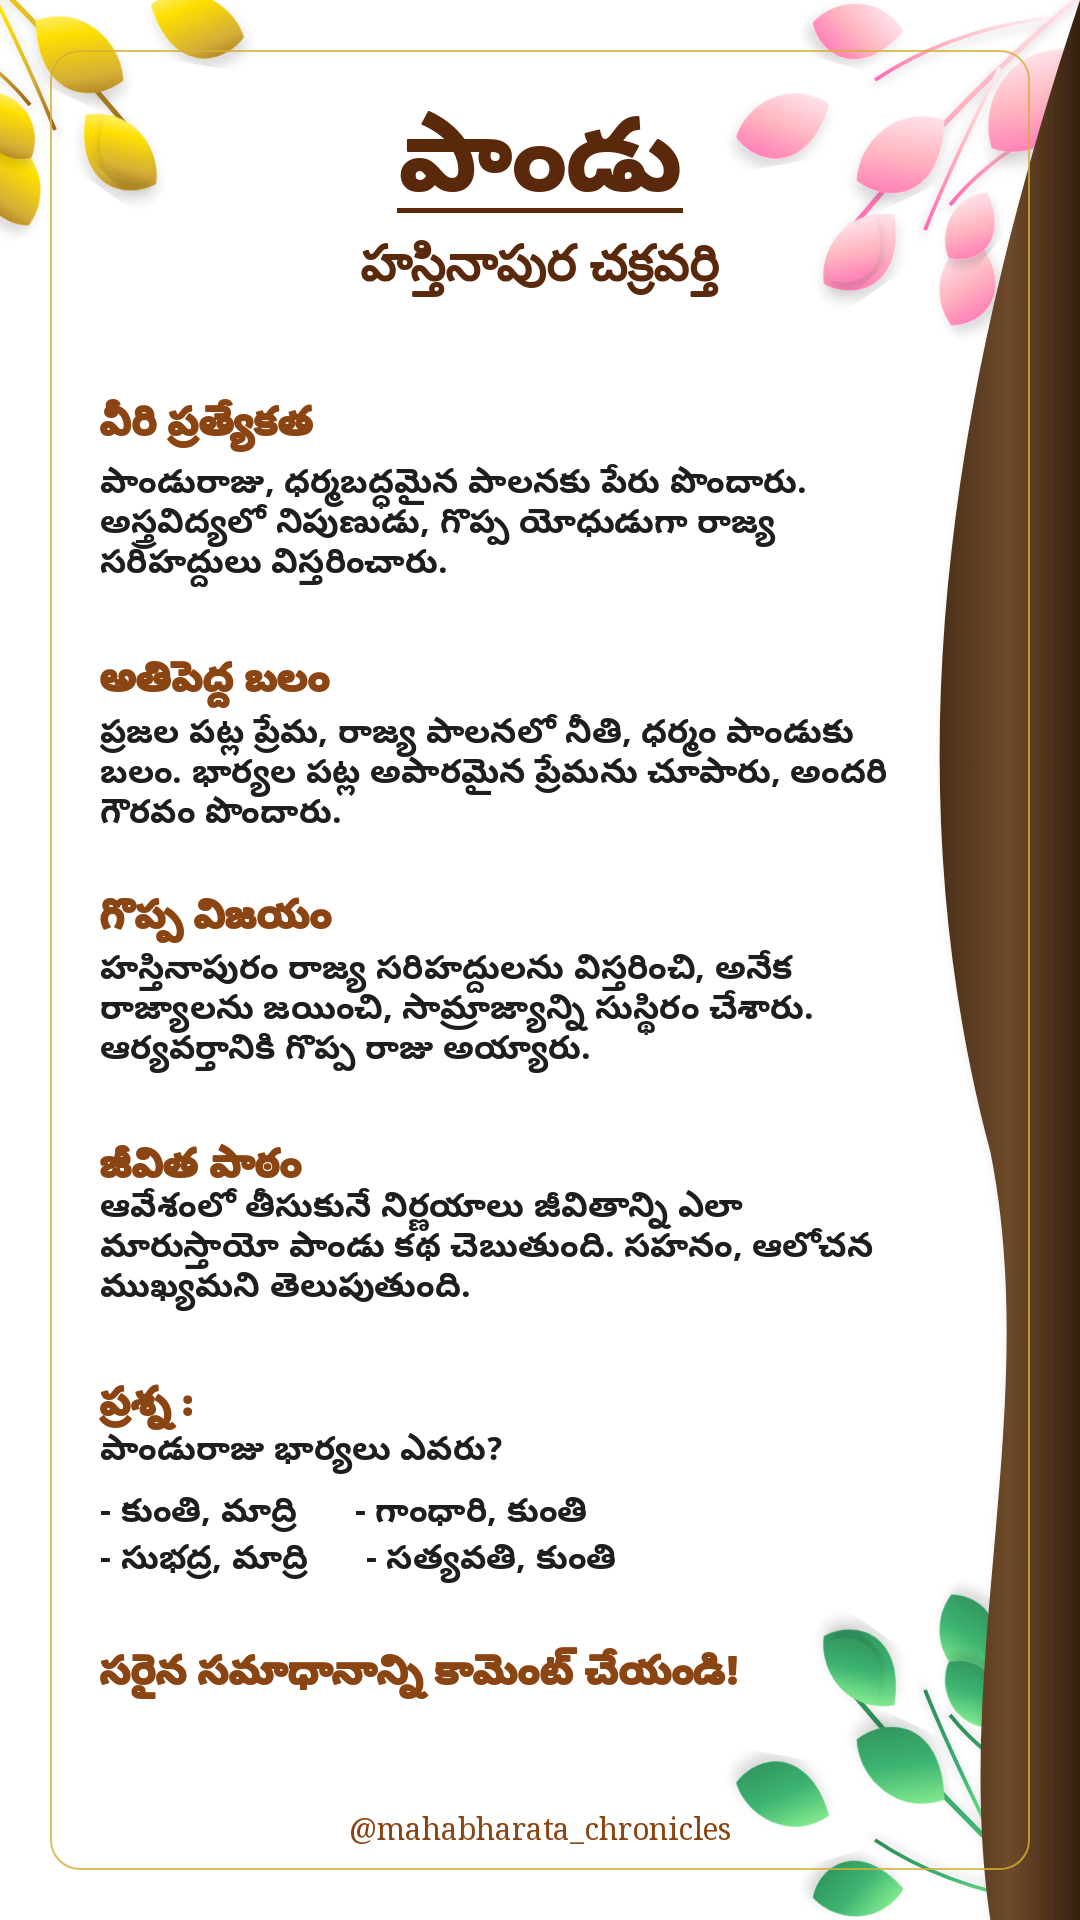 పాండు
హస్తినాపుర చక్రవర్తి
వీరి ప్రత్యేకత
పాండురాజు, ధర్మబద్ధమైన పాలనకు పేరు పొందారు.
అస్త్రవిద్యలో నిపుణుడు, గొప్ప యోధుడుగా రాజ్య
సరిహద్దులు విస్తరించారు.
అతిపెద్ద బలం
ప్రజల పట్ల ప్రేమ, రాజ్య పాలనలో నీతి, ధర్మం పాండుకు
బలం. భార్యల పట్ల అపారమైన ప్రేమను చూపారు, అందరి
గౌరవం పొందారు.
గొప్ప విజయం
హస్తినాపురం రాజ్య సరిహద్దులను విస్తరించి, అనేక
రాజ్యాలను జయించి, సామ్రాజ్యాన్ని సుస్థిరం చేశారు.
ఆర్యవర్తానికి గొప్ప రాజు అయ్యారు.
జీవిత పాఠం
ఆవేశంలో తీసుకునే నిర్ణయాలు జీవితాన్ని ఎలా
మారుస్తాయో పాండు కథ చెబుతుంది. సహనం, ఆలోచన
ముఖ్యమని తెలుపుతుంది.
ప్రశ్న :
పాండురాజు భార్యలు ఎవరు?
- కుంతి, మాద్రి - గాంధారి, కుంతి
- సుభద్ర, మాద్రి - సత్యవతి, కుంతి
సరైన సమాధానాన్ని కామెంట్ చేయండి!
@mahabharata_chronicles